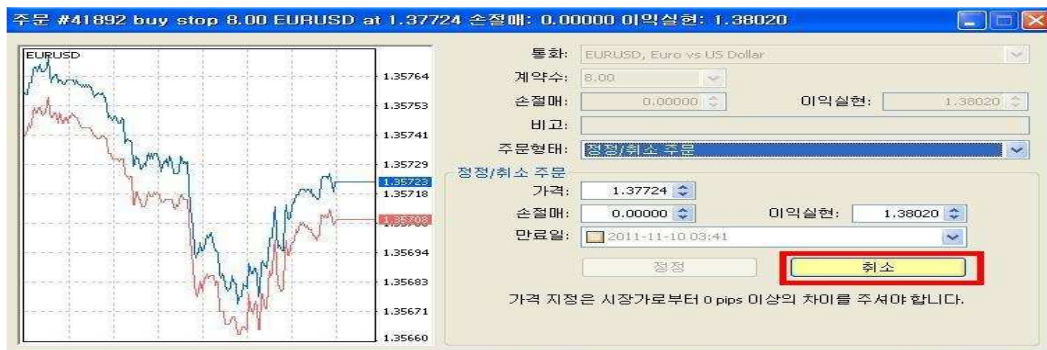 주문 #41892 buy stop 8.00 EURUSD at 1.37724 손절매: 0.00000 이익실현: 1.38020
EURUSD
1.35764
1.35753
1.35741
1.35729
1.35723
1.35718
1.35708
1.35694
1.35683
1.35671
1.35660
통화: EURUSD, Euro vs US Dollar
계약수: 8.00
손절매: 0.00000 이익실현: 1.38020
비고:
주문형태: 정정/취소 주문
정정/취소 주문
가격: 1.37724
손절매: 0.00000 이익실현: 1.38020
만료일: 2011-11-10 03:41
정정 취소
가격 지정은 시장가로부터 0 pips 이상의 차이를 주셔야 합니다.